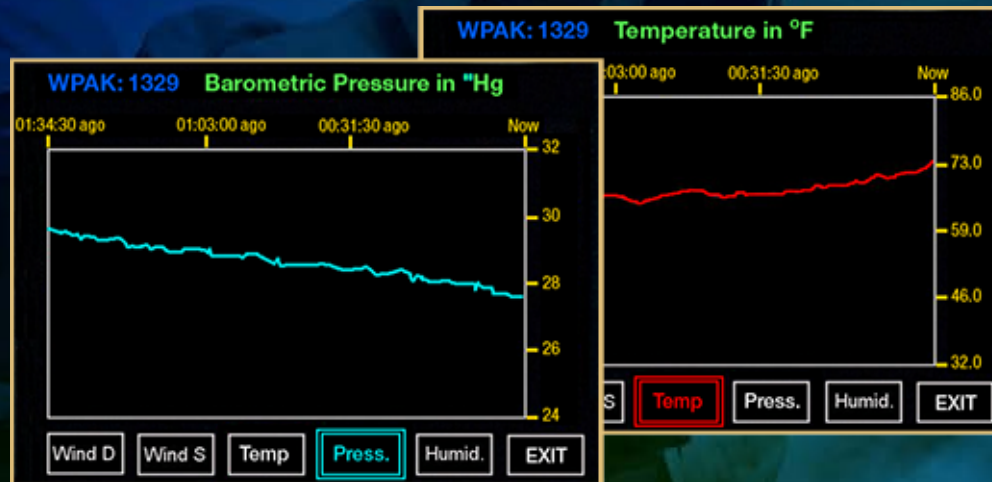 WPAK: 1329 Temperature in °F
:03:00 ago 00:31:30 ago Now
86.0
73.0
59.0
46.0
32.0
S Temp Press. Humid. EXIT
WPAK: 1329 Barometric Pressure in "Hg
01:34:30 ago 01:03:00 ago 00:31:30 ago Now
32
30
28
26
24
Wind D Wind S Temp Press. Humid. EXIT